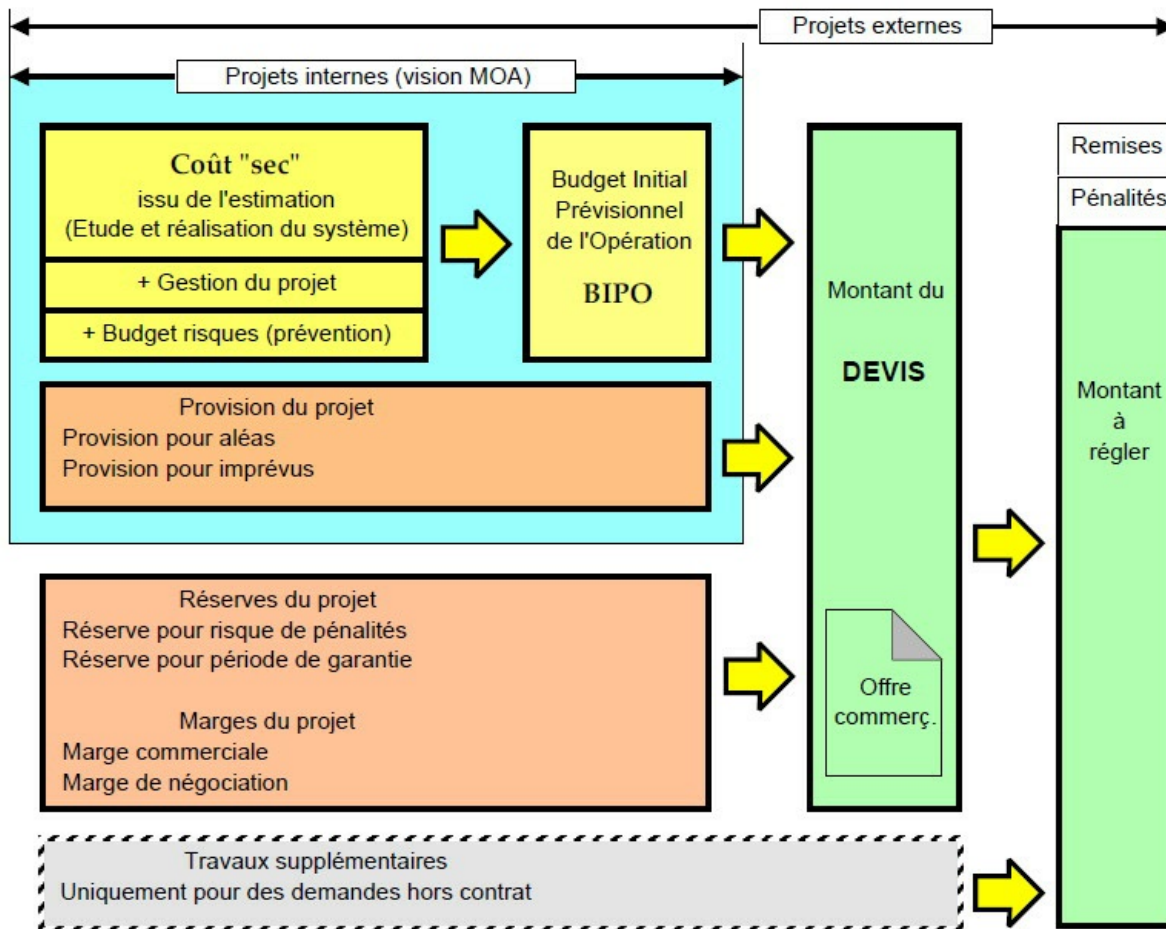 Projets externes
Projets internes (vision MOA)
Coût "sec"
issu de l'estimation
(Etude et réalisation du système)
+ Gestion du projet
+ Budget risques (prévention)
Budget Initial
Prévisionnel
de l'Opération
BIPO
Montant du
DEVIS
Offre
commerç.
Remises
Pénalités
Montant
à
régler
Provision du projet
Provision pour aléas
Provision pour imprévus
Réserves du projet
Réserve pour risque de pénalités
Réserve pour période de garantie
Marges du projet
Marge commerciale
Marge de négociation
Travaux supplémentaires
Uniquement pour des demandes hors contrat